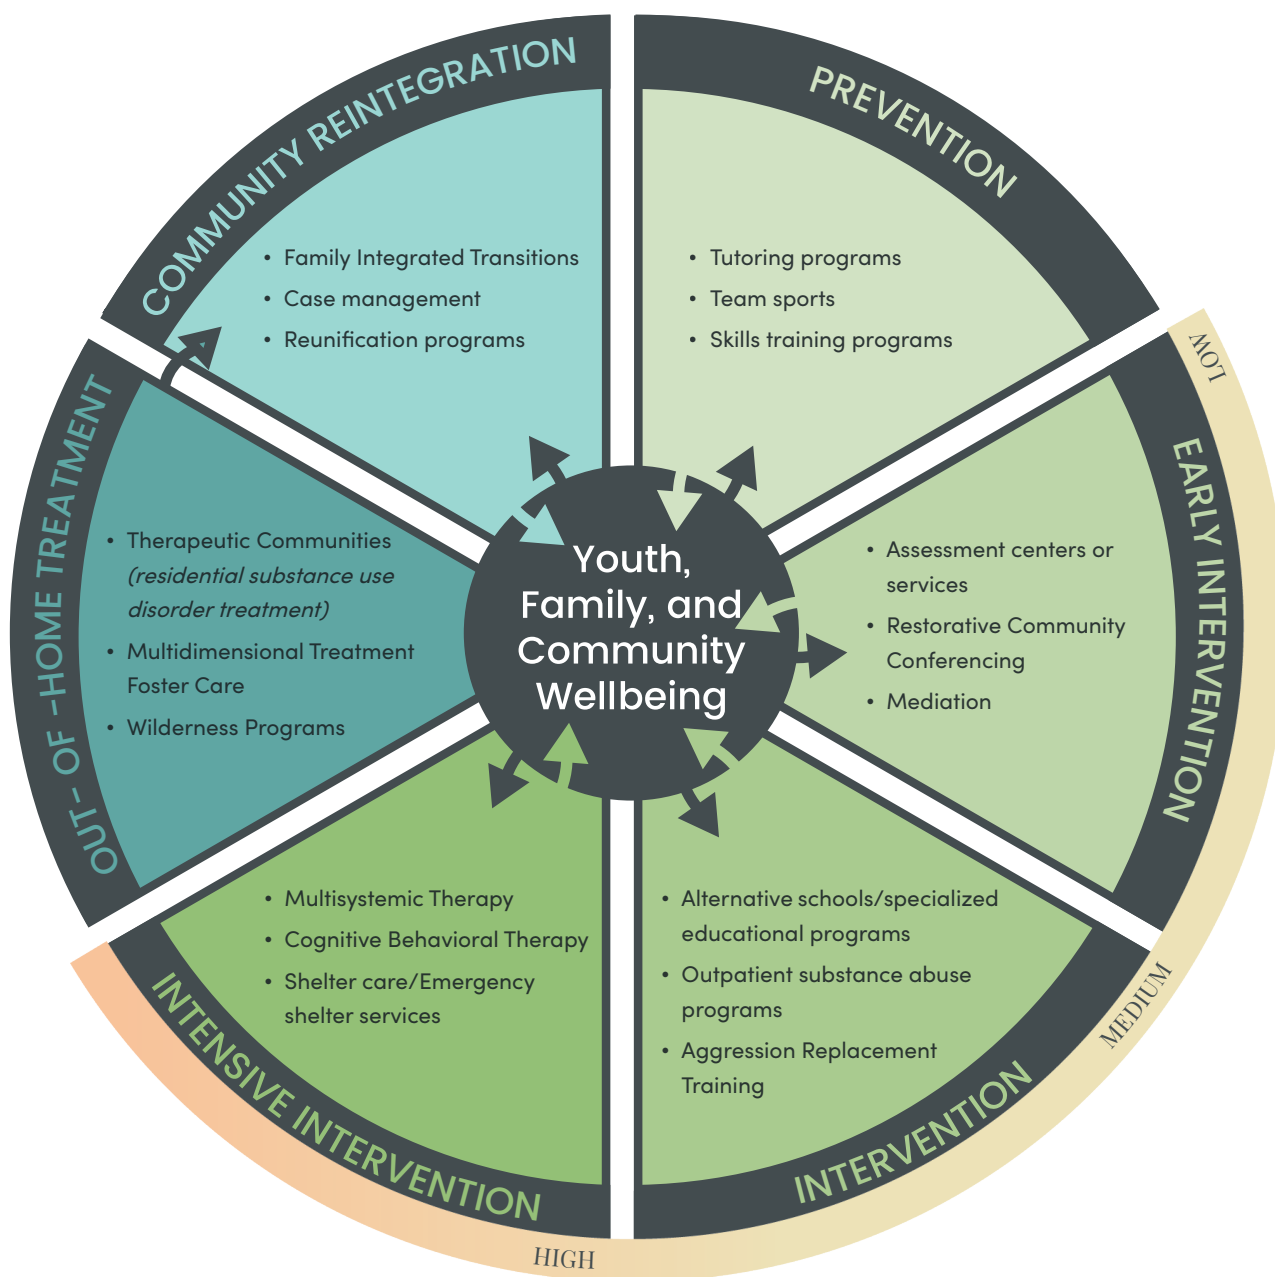 COMMUNITY REINTEGRATION
• Family Integrated Transitions
• Case management
• Reunification programs
PREVENTION
• Tutoring programs
• Team sports
• Skills training programs
LOW
EARLY INTERVENTION
• Assessment centers or
services
• Restorative Community
Conferencing
• Mediation
MEDIUM
INTERVENTION
• Alternative schools/specialized
educational programs
• Outpatient substance abuse
programs
• Aggression Replacement
Training
HIGH
INTENSIVE INTERVENTION
• Multisystemic Therapy
• Cognitive Behavioral Therapy
• Shelter care/Emergency
shelter services
OUT- OF -HOME TREATMENT
• Therapeutic Communities
(residential substance use
disorder treatment)
• Multidimensional Treatment
Foster Care
• Wilderness Programs
Youth,
Family, and
Community
Wellbeing